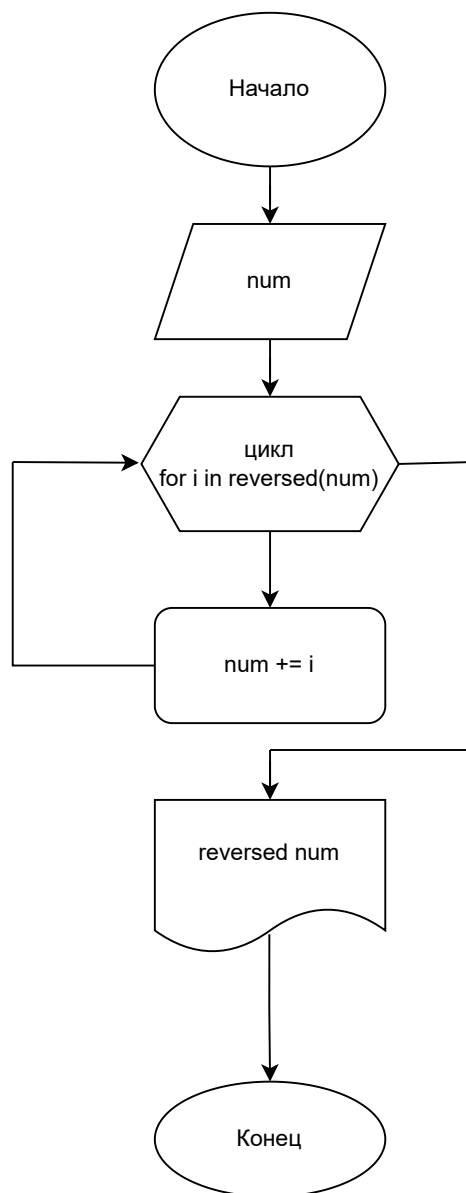 Начало
num
цикл
for i in reversed(num)
num += i
reversed num
Конец